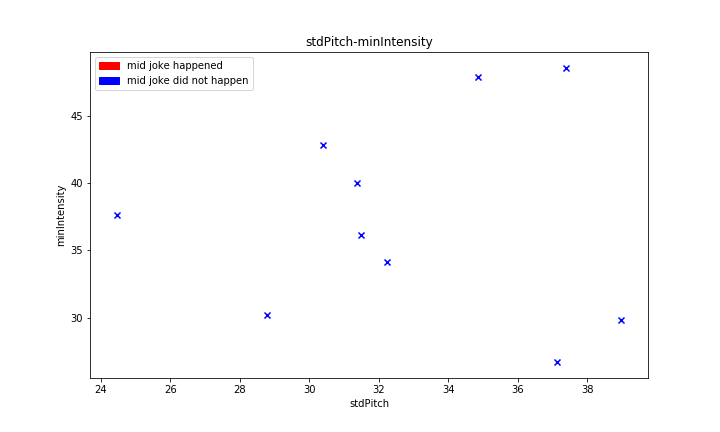 stdPitch-minIntensity
mid joke happened
mid joke did not happen
45
40
35
30
minIntensity
24
26
28
30
32
34
36
38
stdPitch